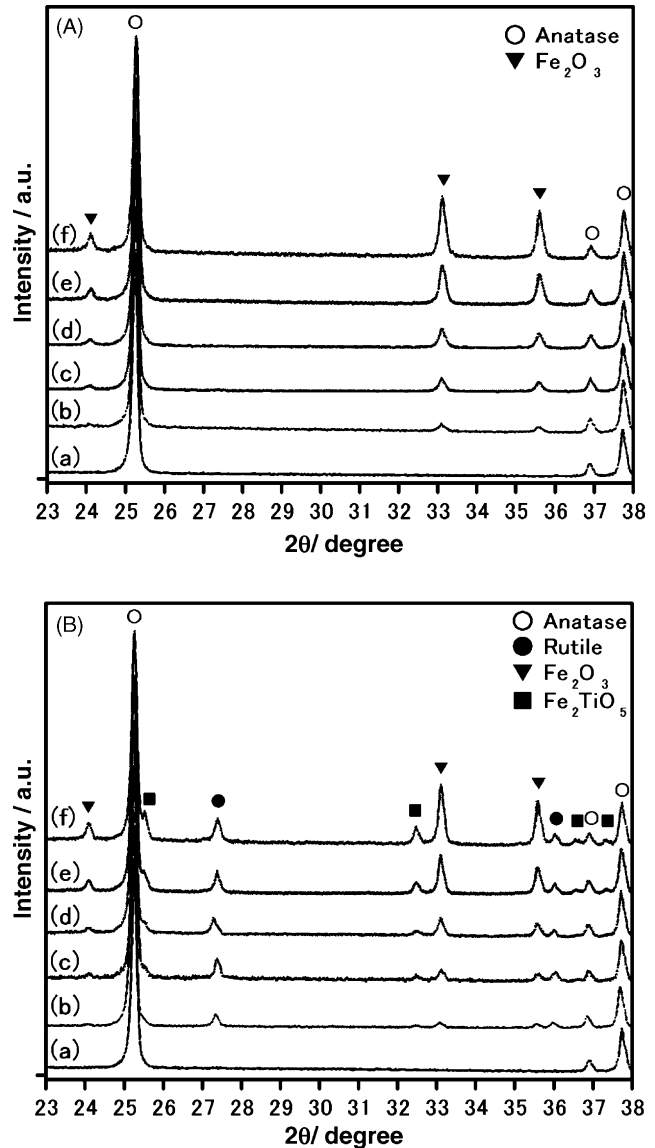 (A)
○ Anatase
▼ Fe2O3
Intensity / a.u.
(f)
(e)
(d)
(c)
(b)
(a)
23 24 25 26 27 28 29 30 31 32 33 34 35 36 37 38
2θ/ degree
(B)
○ Anatase
● Rutile
▼ Fe2O3
■ Fe2TiO5
Intensity / a.u.
(f)
(e)
(d)
(c)
(b)
(a)
23 24 25 26 27 28 29 30 31 32 33 34 35 36 37 38
2θ/ degree